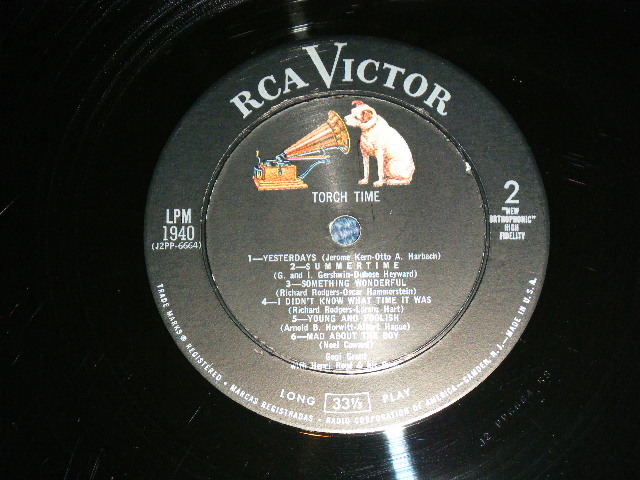 RCA VICTOR
TORCH TIME
LPM
1940
(J2PP-6664)
2
"NEW
ORTHOPHONIC"
HIGH
FIDELITY
1—YESTERDAYS (Jerome Kern-Otto A. Harbach)
2—SUMMERTIME
(G. and I. Gershwin-Dubose Heyward)
3—SOMETHING WONDERFUL
(Richard Rodgers-Oscar Hammerstein)
4—I DIDN'T KNOW WHAT TIME IT WAS
(Richard Rodgers-Lorenz Hart)
5—YOUNG AND FOOLISH
(Arnold B. Horwitt-Albert Hague)
6—MAD ABOUT THE BOY
(Noel Coward)
Gogi Grant
with Henri René &
LONG 33⅓ PLAY
TRADE MARKS ® REGISTERED • MARCAS REGISTRADAS • RADIO CORPORATION OF AMERICA—CAMDEN, N.J.—MADE IN U.S.A.